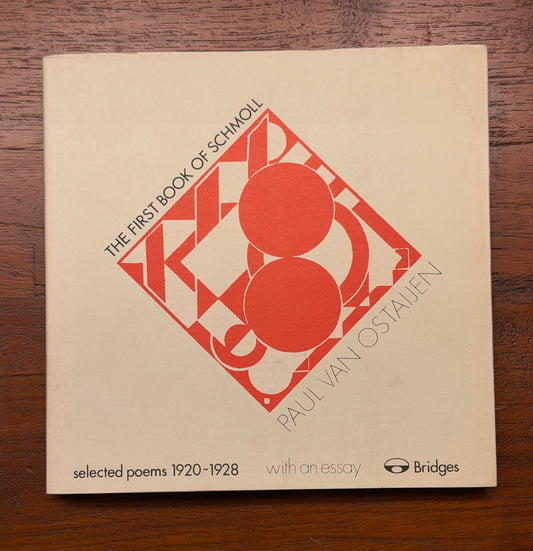 THE FIRST BOOK OF SCHMOLL
PAUL VAN OSTAIJEN
selected poems 1920~1928
with an essay
Bridges